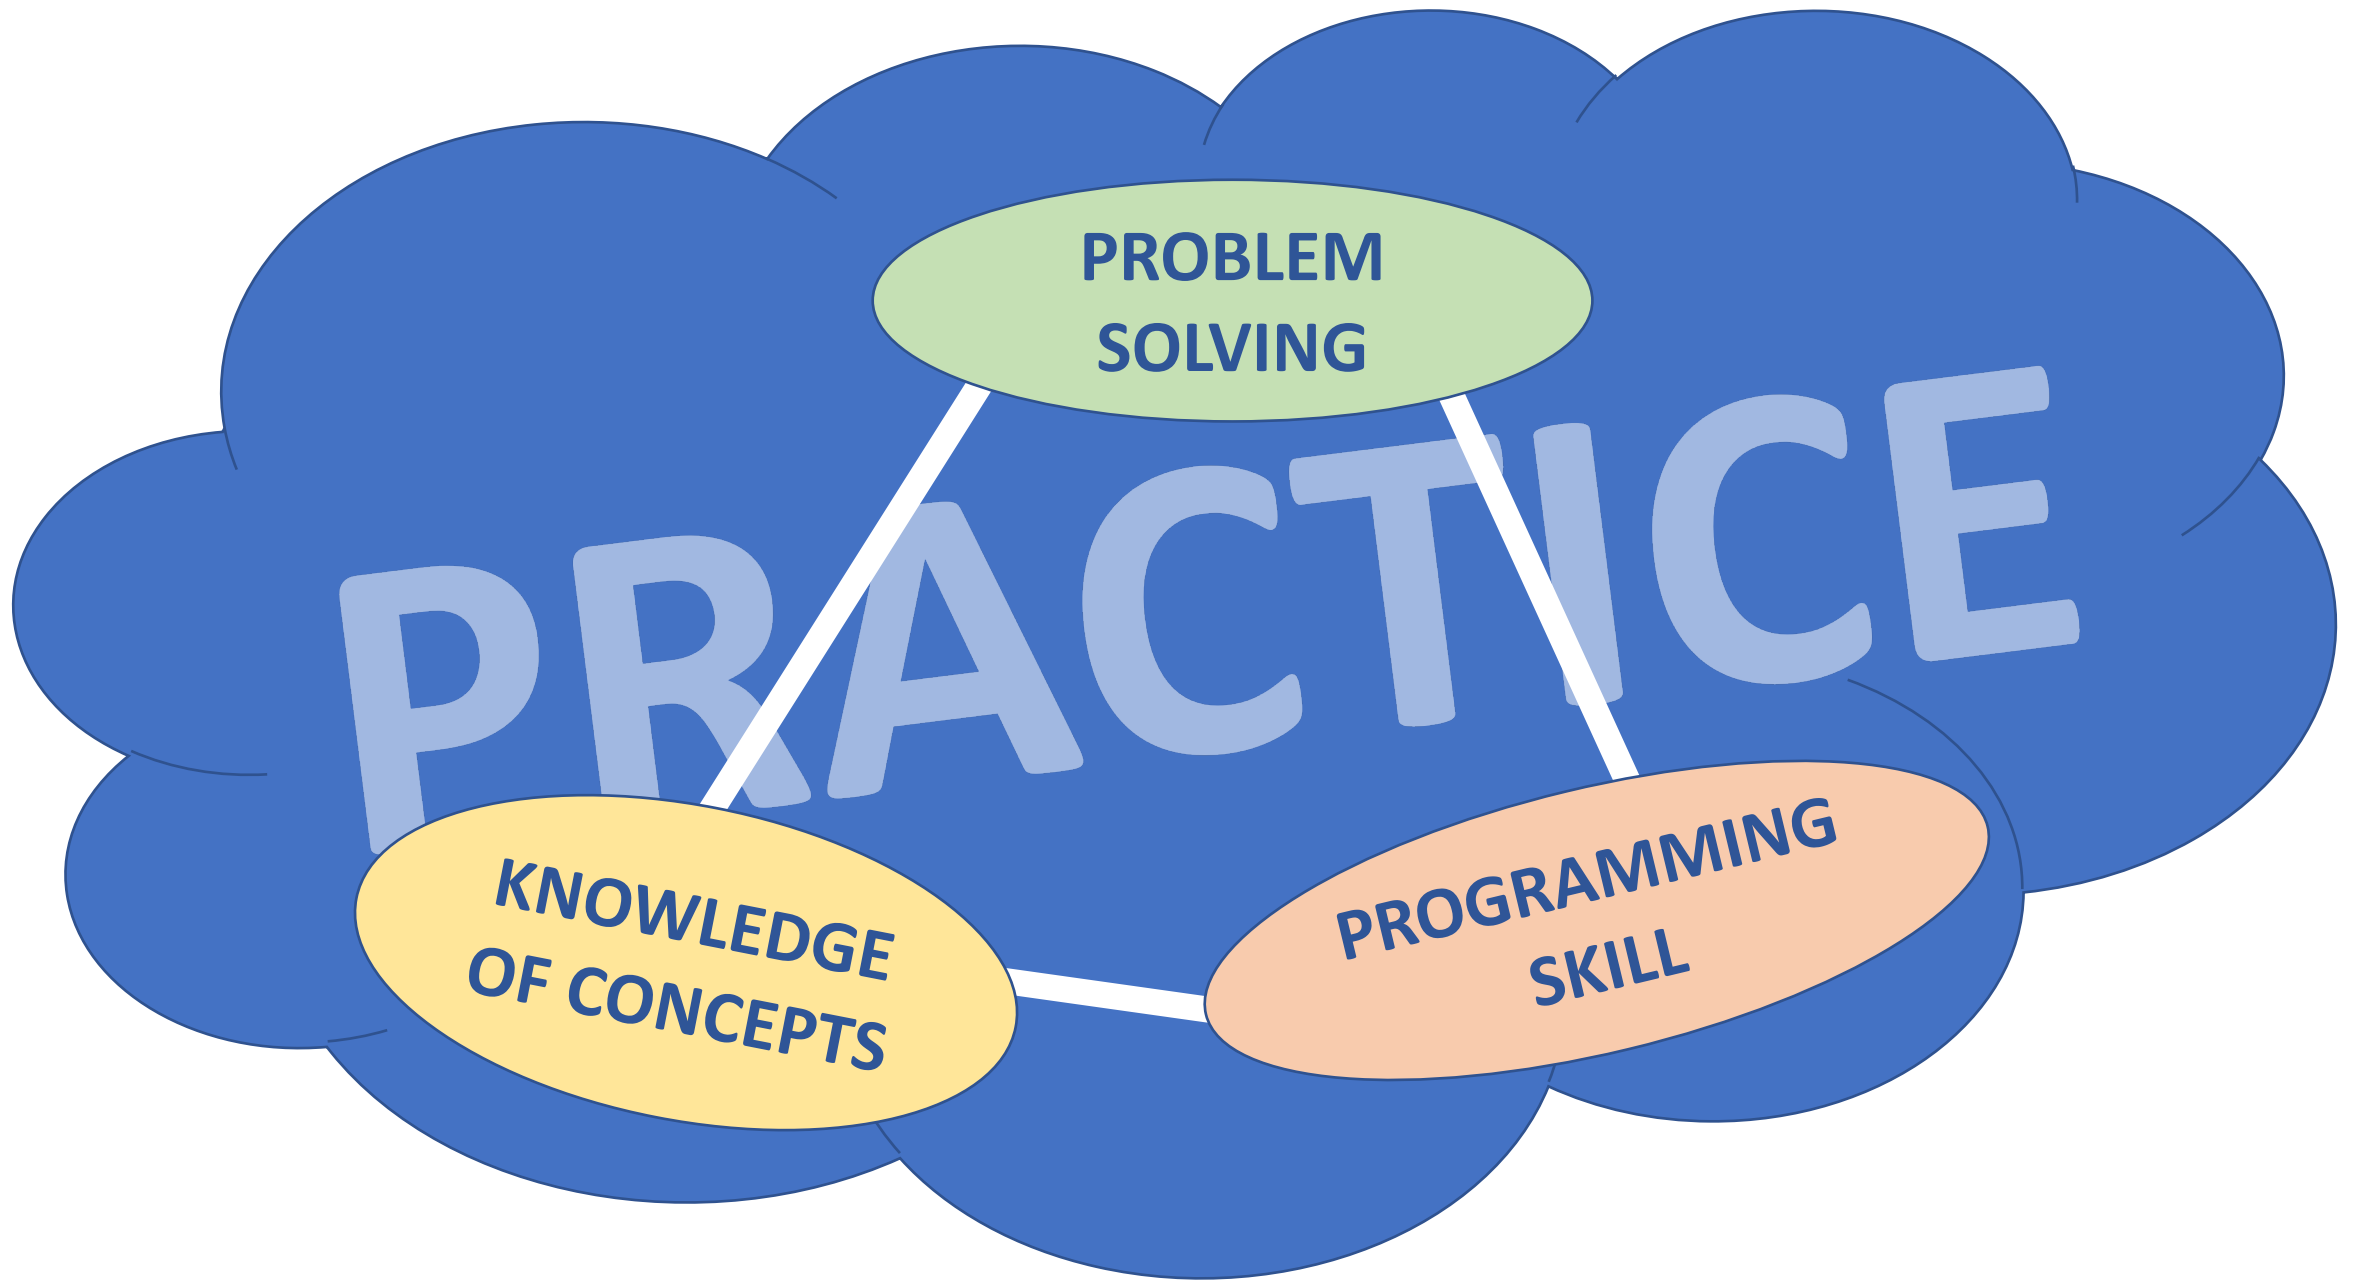 PROBLEM
SOLVING
PRACTICE
KNOWLEDGE
OF CONCEPTS
PROGRAMMING
SKILL